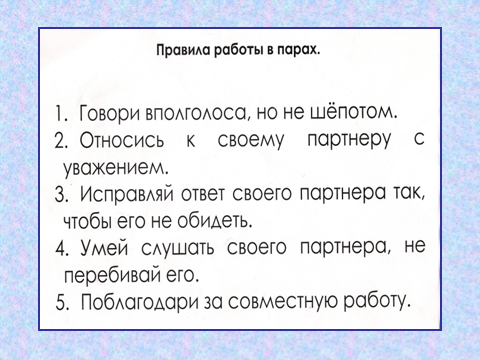 Правила работы в парах.
1. Говори вполголоса, но не шёпотом.
2. Относись к своему партнеру с
уважением.
3. Исправляй ответ своего партнера так,
чтобы его не обидеть.
4. Умей слушать своего партнера, не
перебивай его.
5. Поблагодари за совместную работу.